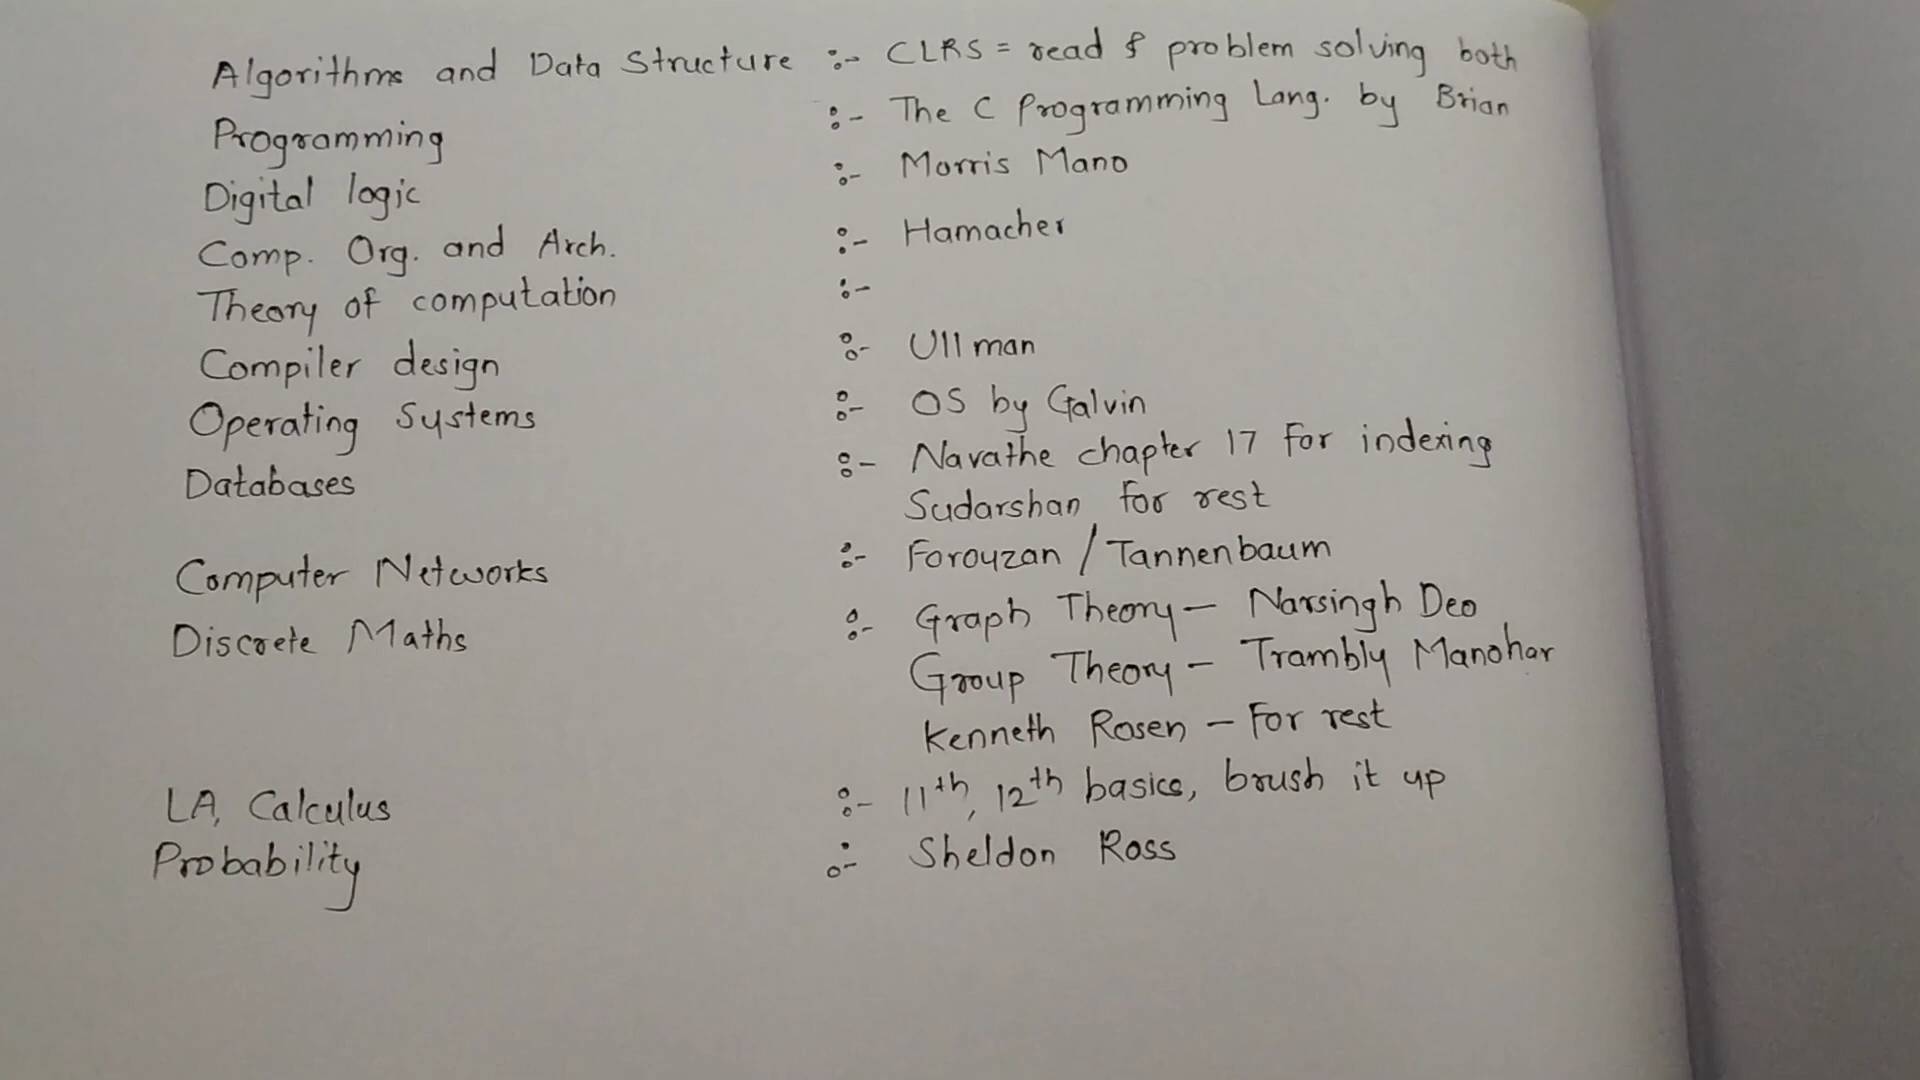 Algorithms and Data Structure :- CLRS = read & problem solving both
Programming :- The C Programming Lang. by Brian
Digital logic :- Morris Mano
Comp. Org. and Arch. :- Hamacher
Theory of computation :-
Compiler design :- Ullman
Operating Systems :- OS by Galvin
Databases :- Navathe chapter 17 For indexing
Sudarshan for rest
Computer Networks :- Forouzan / Tannenbaum
Discrete Maths :- Graph Theory - Narsingh Deo
Group Theory - Trambly Manohar
Kenneth Rosen - For rest
LA, Calculus :- 11th, 12th basics, brush it up
Probability :- Sheldon Ross